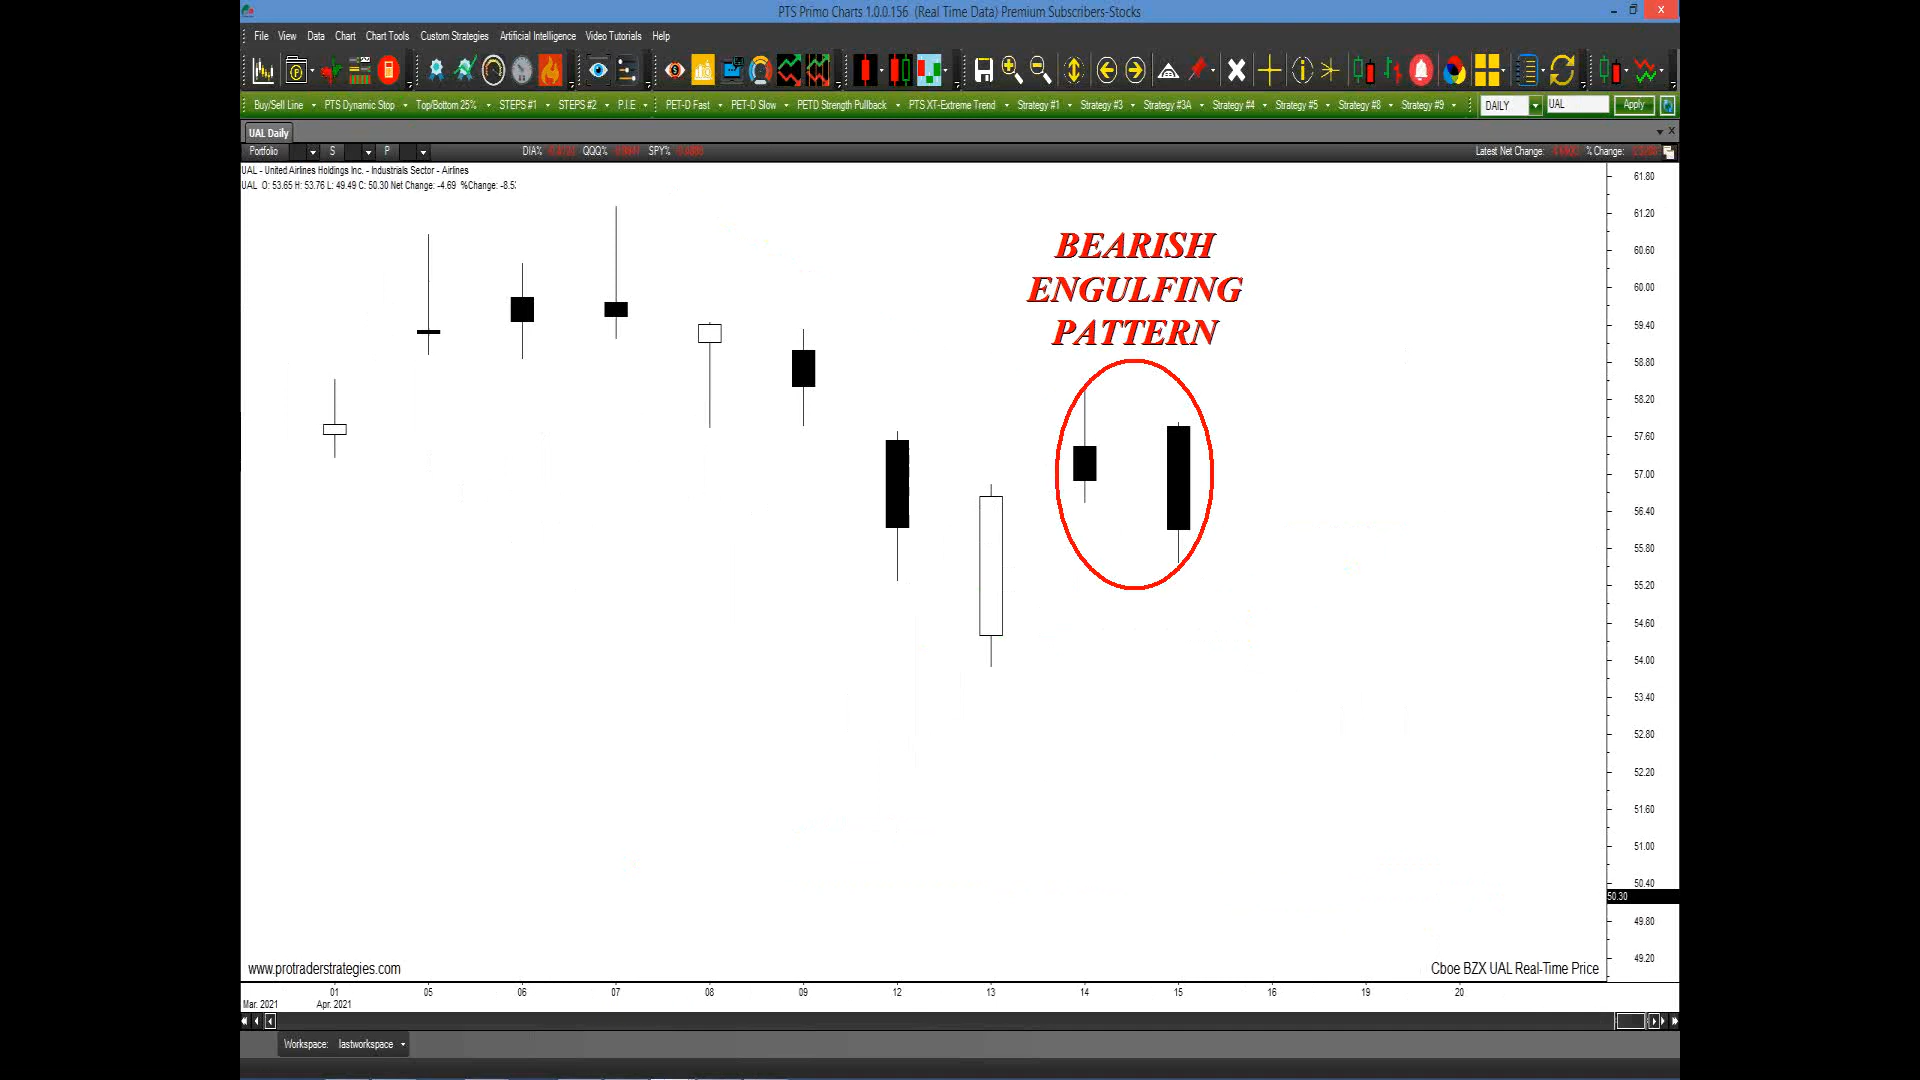 PTS Primo Charts 1.0.0.156 (Real Time Data) Premium Subscribers-Stocks
File View Data Chart Chart Tools Custom Strategies Artificial Intelligence Video Tutorials Help
Buy/Sell Line PTS Dynamic Stop Top/Bottom 25% STEPS #1 STEPS #2 P.I.E PET-D Fast PET-D Slow PETD Strength Pullback PTS XT-Extreme Trend Strategy #1 Strategy #3 Strategy #3A Strategy #4 Strategy #5 Strategy #8 Strategy #9 DAILY UAL Apply
UAL Daily
Portfolio S P DIA% QQQ% SPY% Latest Net Change: % Change:
UAL - United Airlines Holdings Inc. - Industrials Sector - Airlines
UAL O: 53.65 H: 53.76 L: 49.49 C: 50.30 Net Change: -4.69 %Change: -8.5
BEARISH
ENGULFING
PATTERN
61.80
61.20
60.60
60.00
59.40
58.80
58.20
57.60
57.00
56.40
55.80
55.20
54.60
54.00
53.40
52.80
52.20
51.60
51.00
50.40
50.30
49.80
49.20
www.protraderstrategies.com
Cboe BZX UAL Real-Time Price
01 05 06 07 08 09 12 13 14 15 16 19 20
Mar. 2021 Apr. 2021
Workspace: lastworkspace